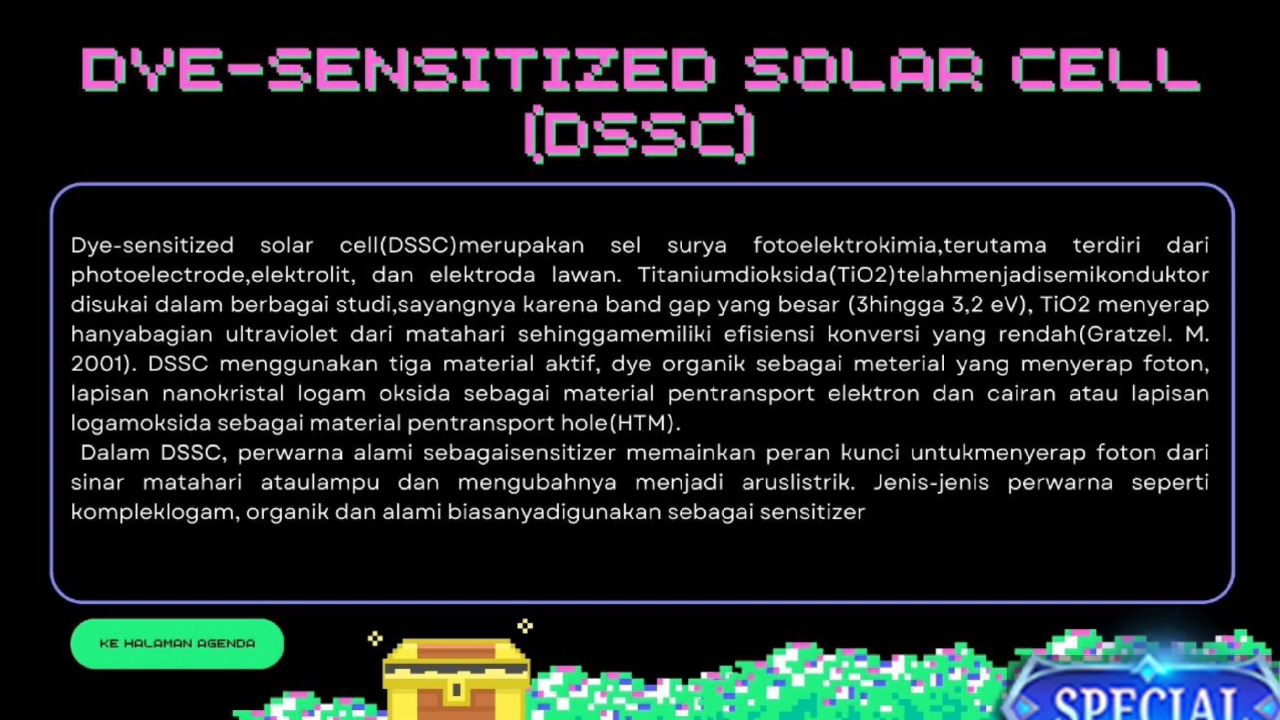 DYE-SENSITIZED SOLAR CELL
(DSSC)
Dye-sensitized solar cell(DSSC)merupakan sel surya fotoelektrokimia,terutama terdiri dari
photoelectrode,elektrolit, dan elektroda lawan. Titaniumdioksida(TiO2)telahmenjadisemikonduktor
disukai dalam berbagai studi,sayangnya karena band gap yang besar (3hingga 3,2 eV), TiO2 menyerap
hanyabagian ultraviolet dari matahari sehinggamemiliki efisiensi konversi yang rendah(Gratzel. M.
2001). DSSC menggunakan tiga material aktif, dye organik sebagai meterial yang menyerap foton,
lapisan nanokristal logam oksida sebagai material pentransport elektron dan cairan atau lapisan
logamoksida sebagai material pentransport hole(HTM).
Dalam DSSC, perwarna alami sebagaisensitizer memainkan peran kunci untukmenyerap foton dari
sinar matahari ataulampu dan mengubahnya menjadi aruslistrik. Jenis-jenis perwarna seperti
kompleklogam, organik dan alami biasanyadigunakan sebagai sensitizer
KE HALAMAN AGENDA
SPECIAL